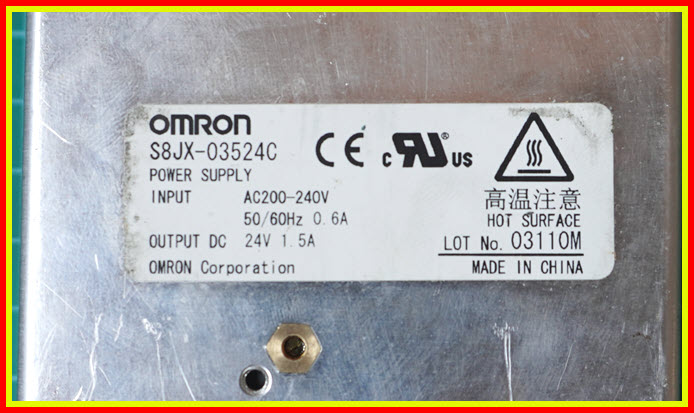 OMRON
S8JX-03524C
POWER SUPPLY
INPUT AC200-240V
50/60Hz 0.6A
OUTPUT DC 24V 1.5A
OMRON Corporation
CE
c RU® US
高温注意
HOT SURFACE
LOT No. 03110M
MADE IN CHINA